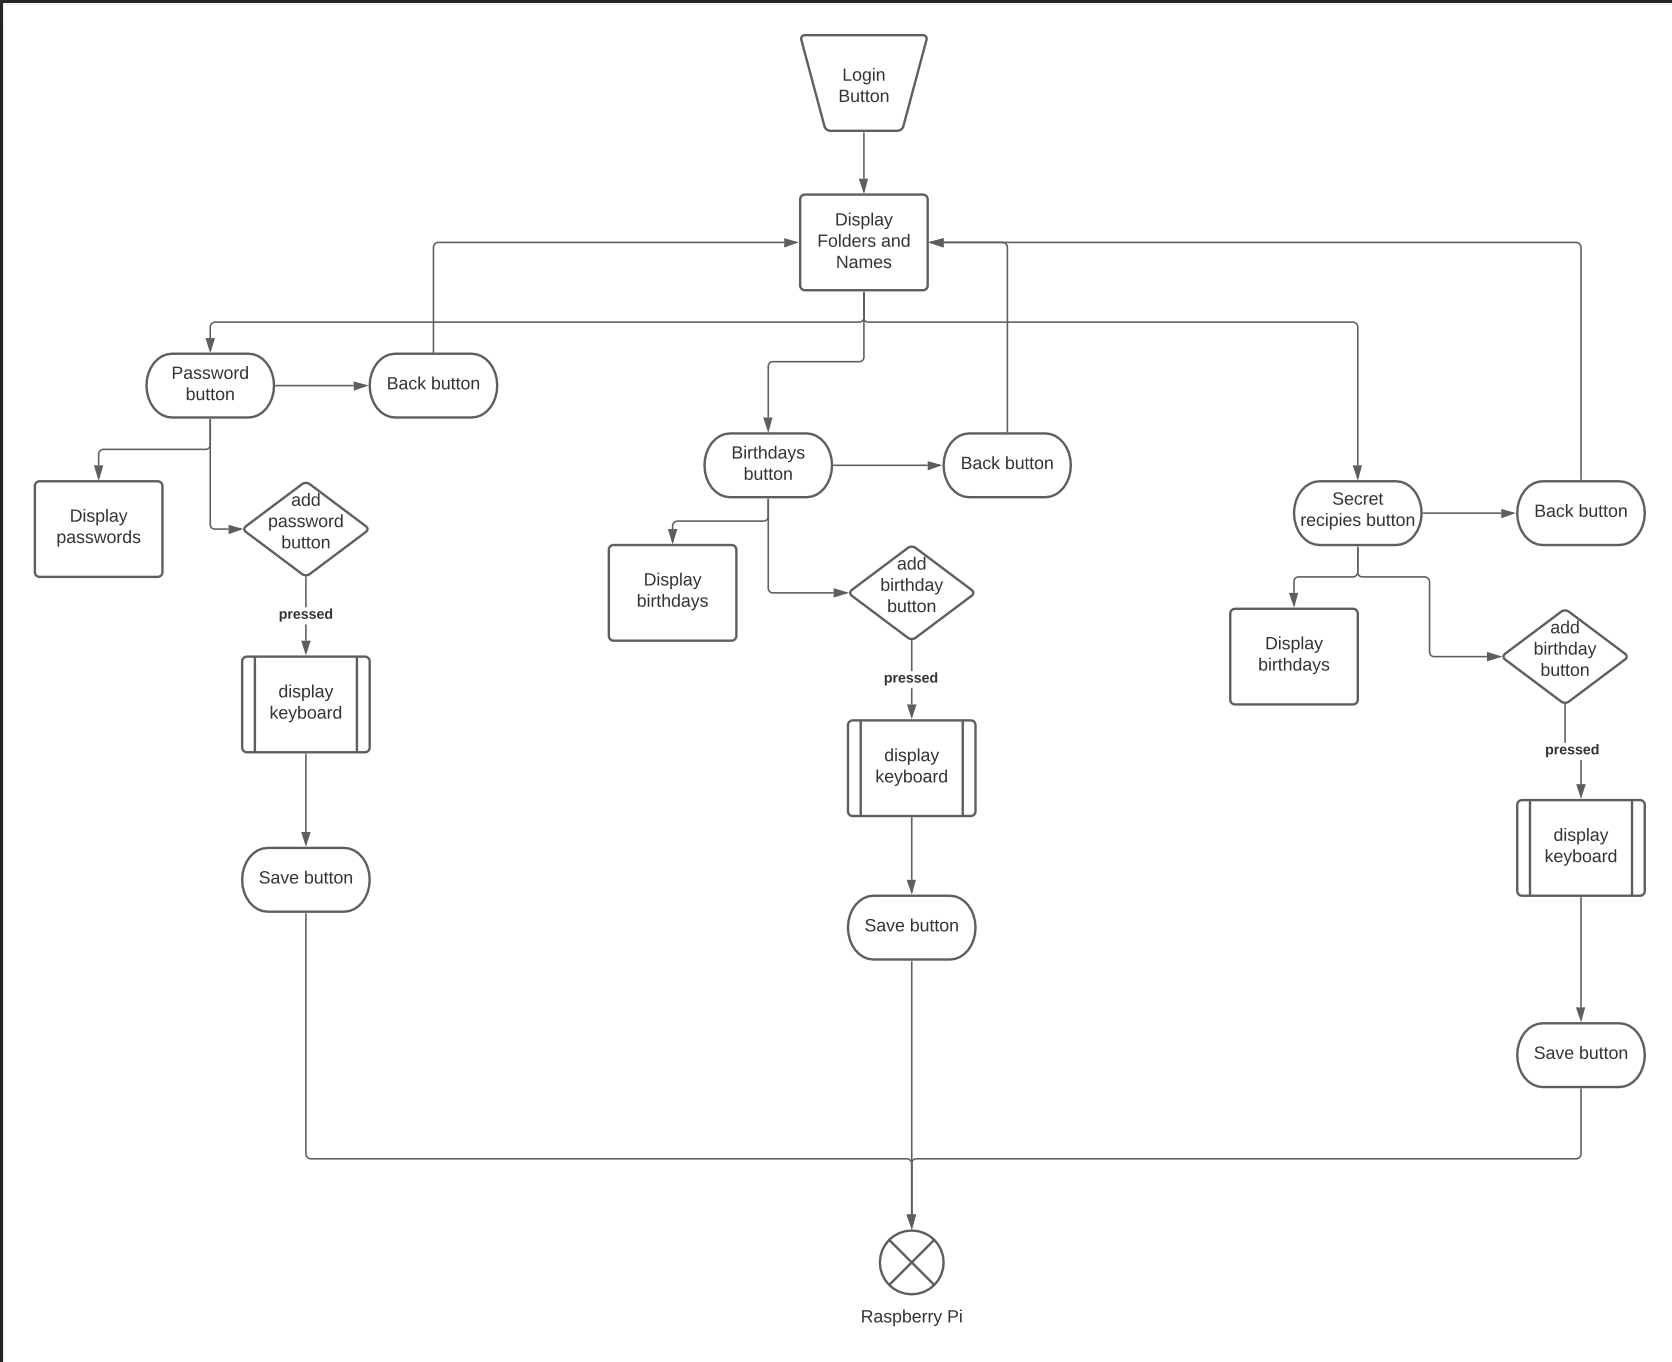 Login
Button
Display
Folders and
Names
Password
button
Back button
Display
passwords
add
password
button
pressed
display
keyboard
Save button
Birthdays
button
Back button
Display
birthdays
add
birthday
button
pressed
display
keyboard
Save button
Secret
recipies button
Back button
Display
birthdays
add
birthday
button
pressed
display
keyboard
Save button
Raspberry Pi